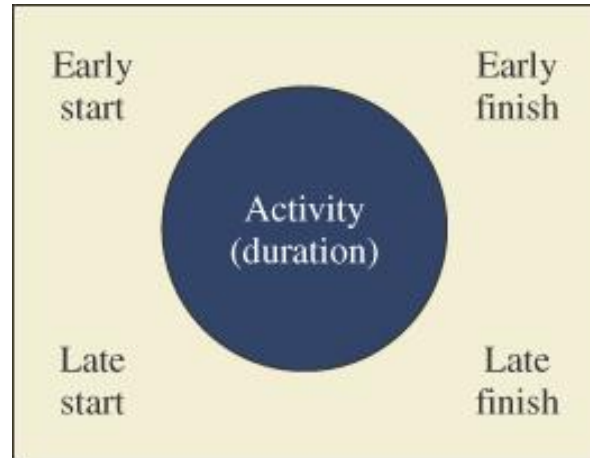 Early
start
Early
finish
Activity
(duration)
Late
start
Late
finish